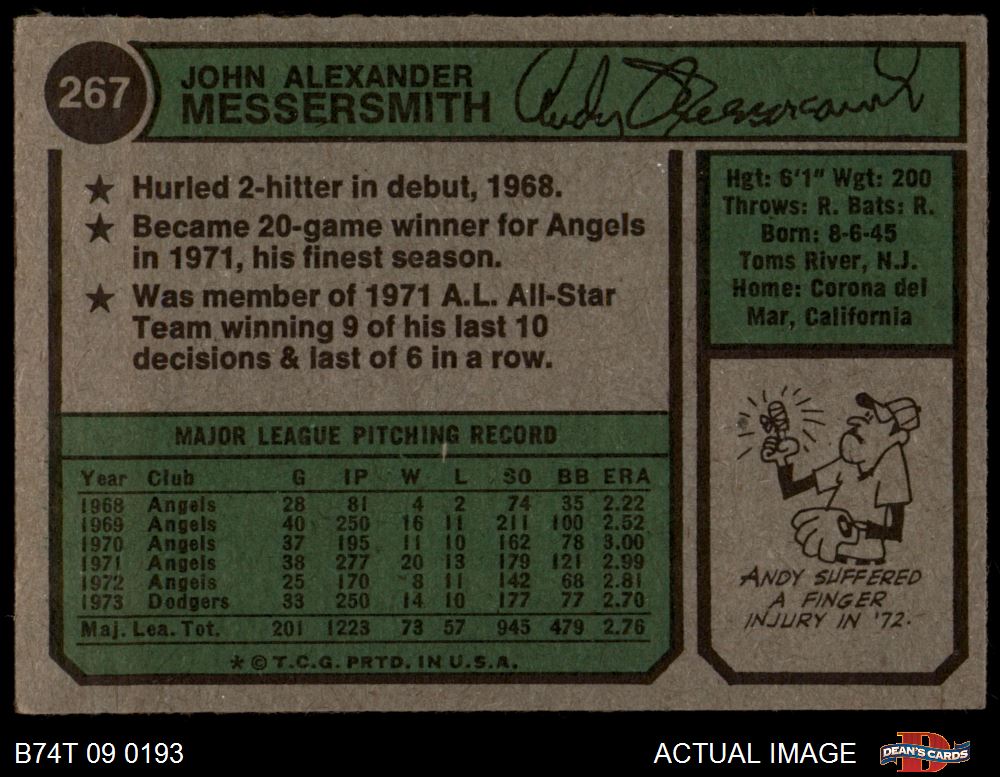 267
JOHN ALEXANDER
MESSERSMITH
Andy Messersmith
★ Hurled 2-hitter in debut, 1968.
★ Became 20-game winner for Angels
in 1971, his finest season.
★ Was member of 1971 A.L. All-Star
Team winning 9 of his last 10
decisions & last of 6 in a row.
Hgt: 6'1" Wgt: 200
Throws: R. Bats: R.
Born: 8-6-45
Toms River, N.J.
Home: Corona del
Mar, California
MAJOR LEAGUE PITCHING RECORD
Year Club G IP W L SO BB ERA
1968 Angels 28 81 4 2 74 35 2.22
1969 Angels 40 250 16 11 211 100 2.52
1970 Angels 37 195 11 10 162 78 3.00
1971 Angels 38 277 20 13 179 121 2.99
1972 Angels 25 170 8 11 142 68 2.81
1973 Dodgers 33 250 14 10 177 77 2.70
Maj. Lea. Tot. 201 1223 73 57 945 479 2.76
★ © T.C.G. PRTD. IN U.S.A.
ANDY SUFFERED
A FINGER
INJURY IN '72.
B74T 09 0193
ACTUAL IMAGE
D
DEAN'S CARDS